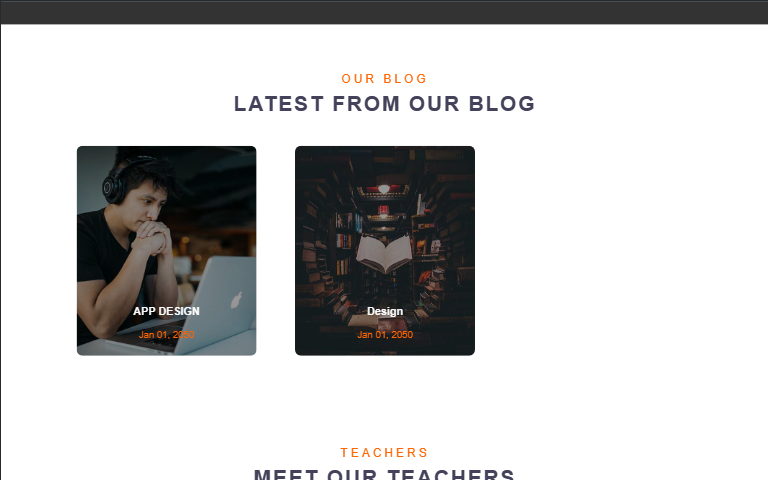 OUR BLOG
LATEST FROM OUR BLOG
APP DESIGN
Jan 01, 2050
Design
Jan 01, 2050
TEACHERS
MEET OUR TEACHERS